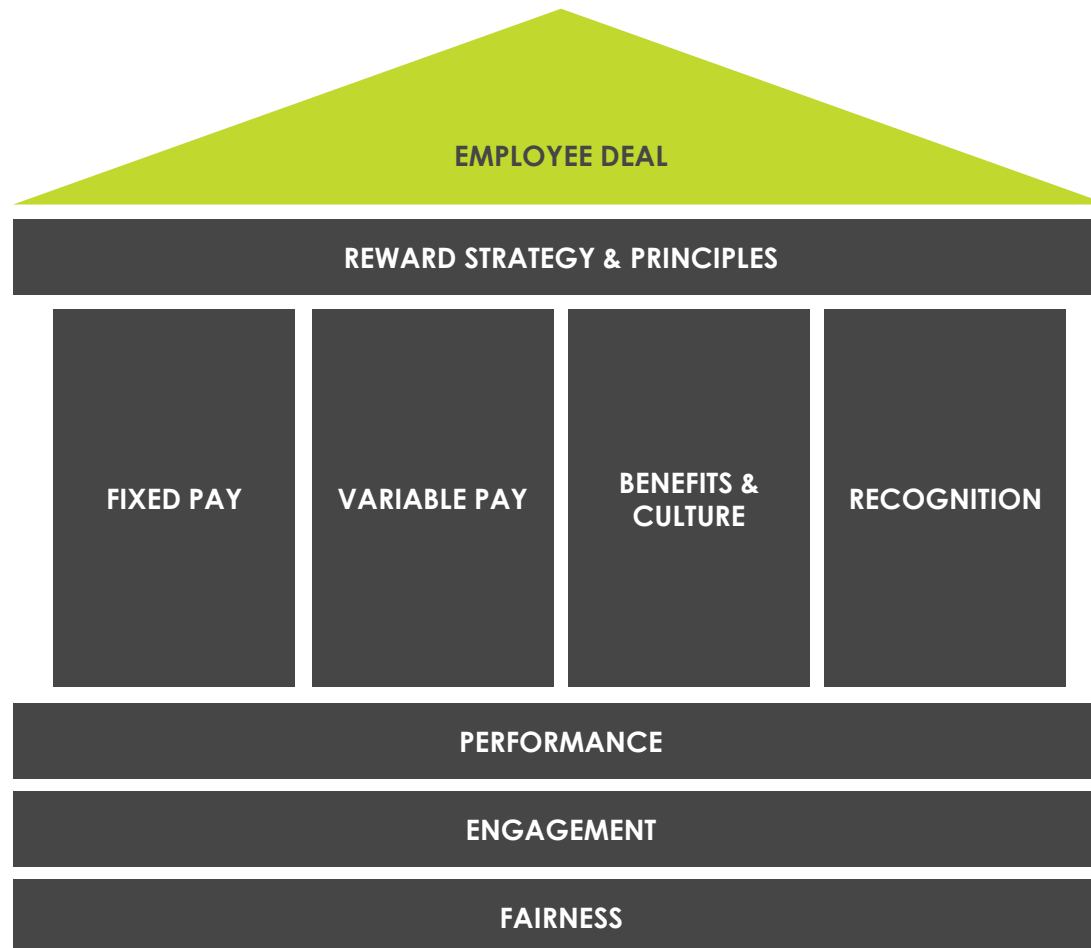 EMPLOYEE DEAL
REWARD STRATEGY & PRINCIPLES
FIXED PAY
VARIABLE PAY
BENEFITS &
CULTURE
RECOGNITION
PERFORMANCE
ENGAGEMENT
FAIRNESS